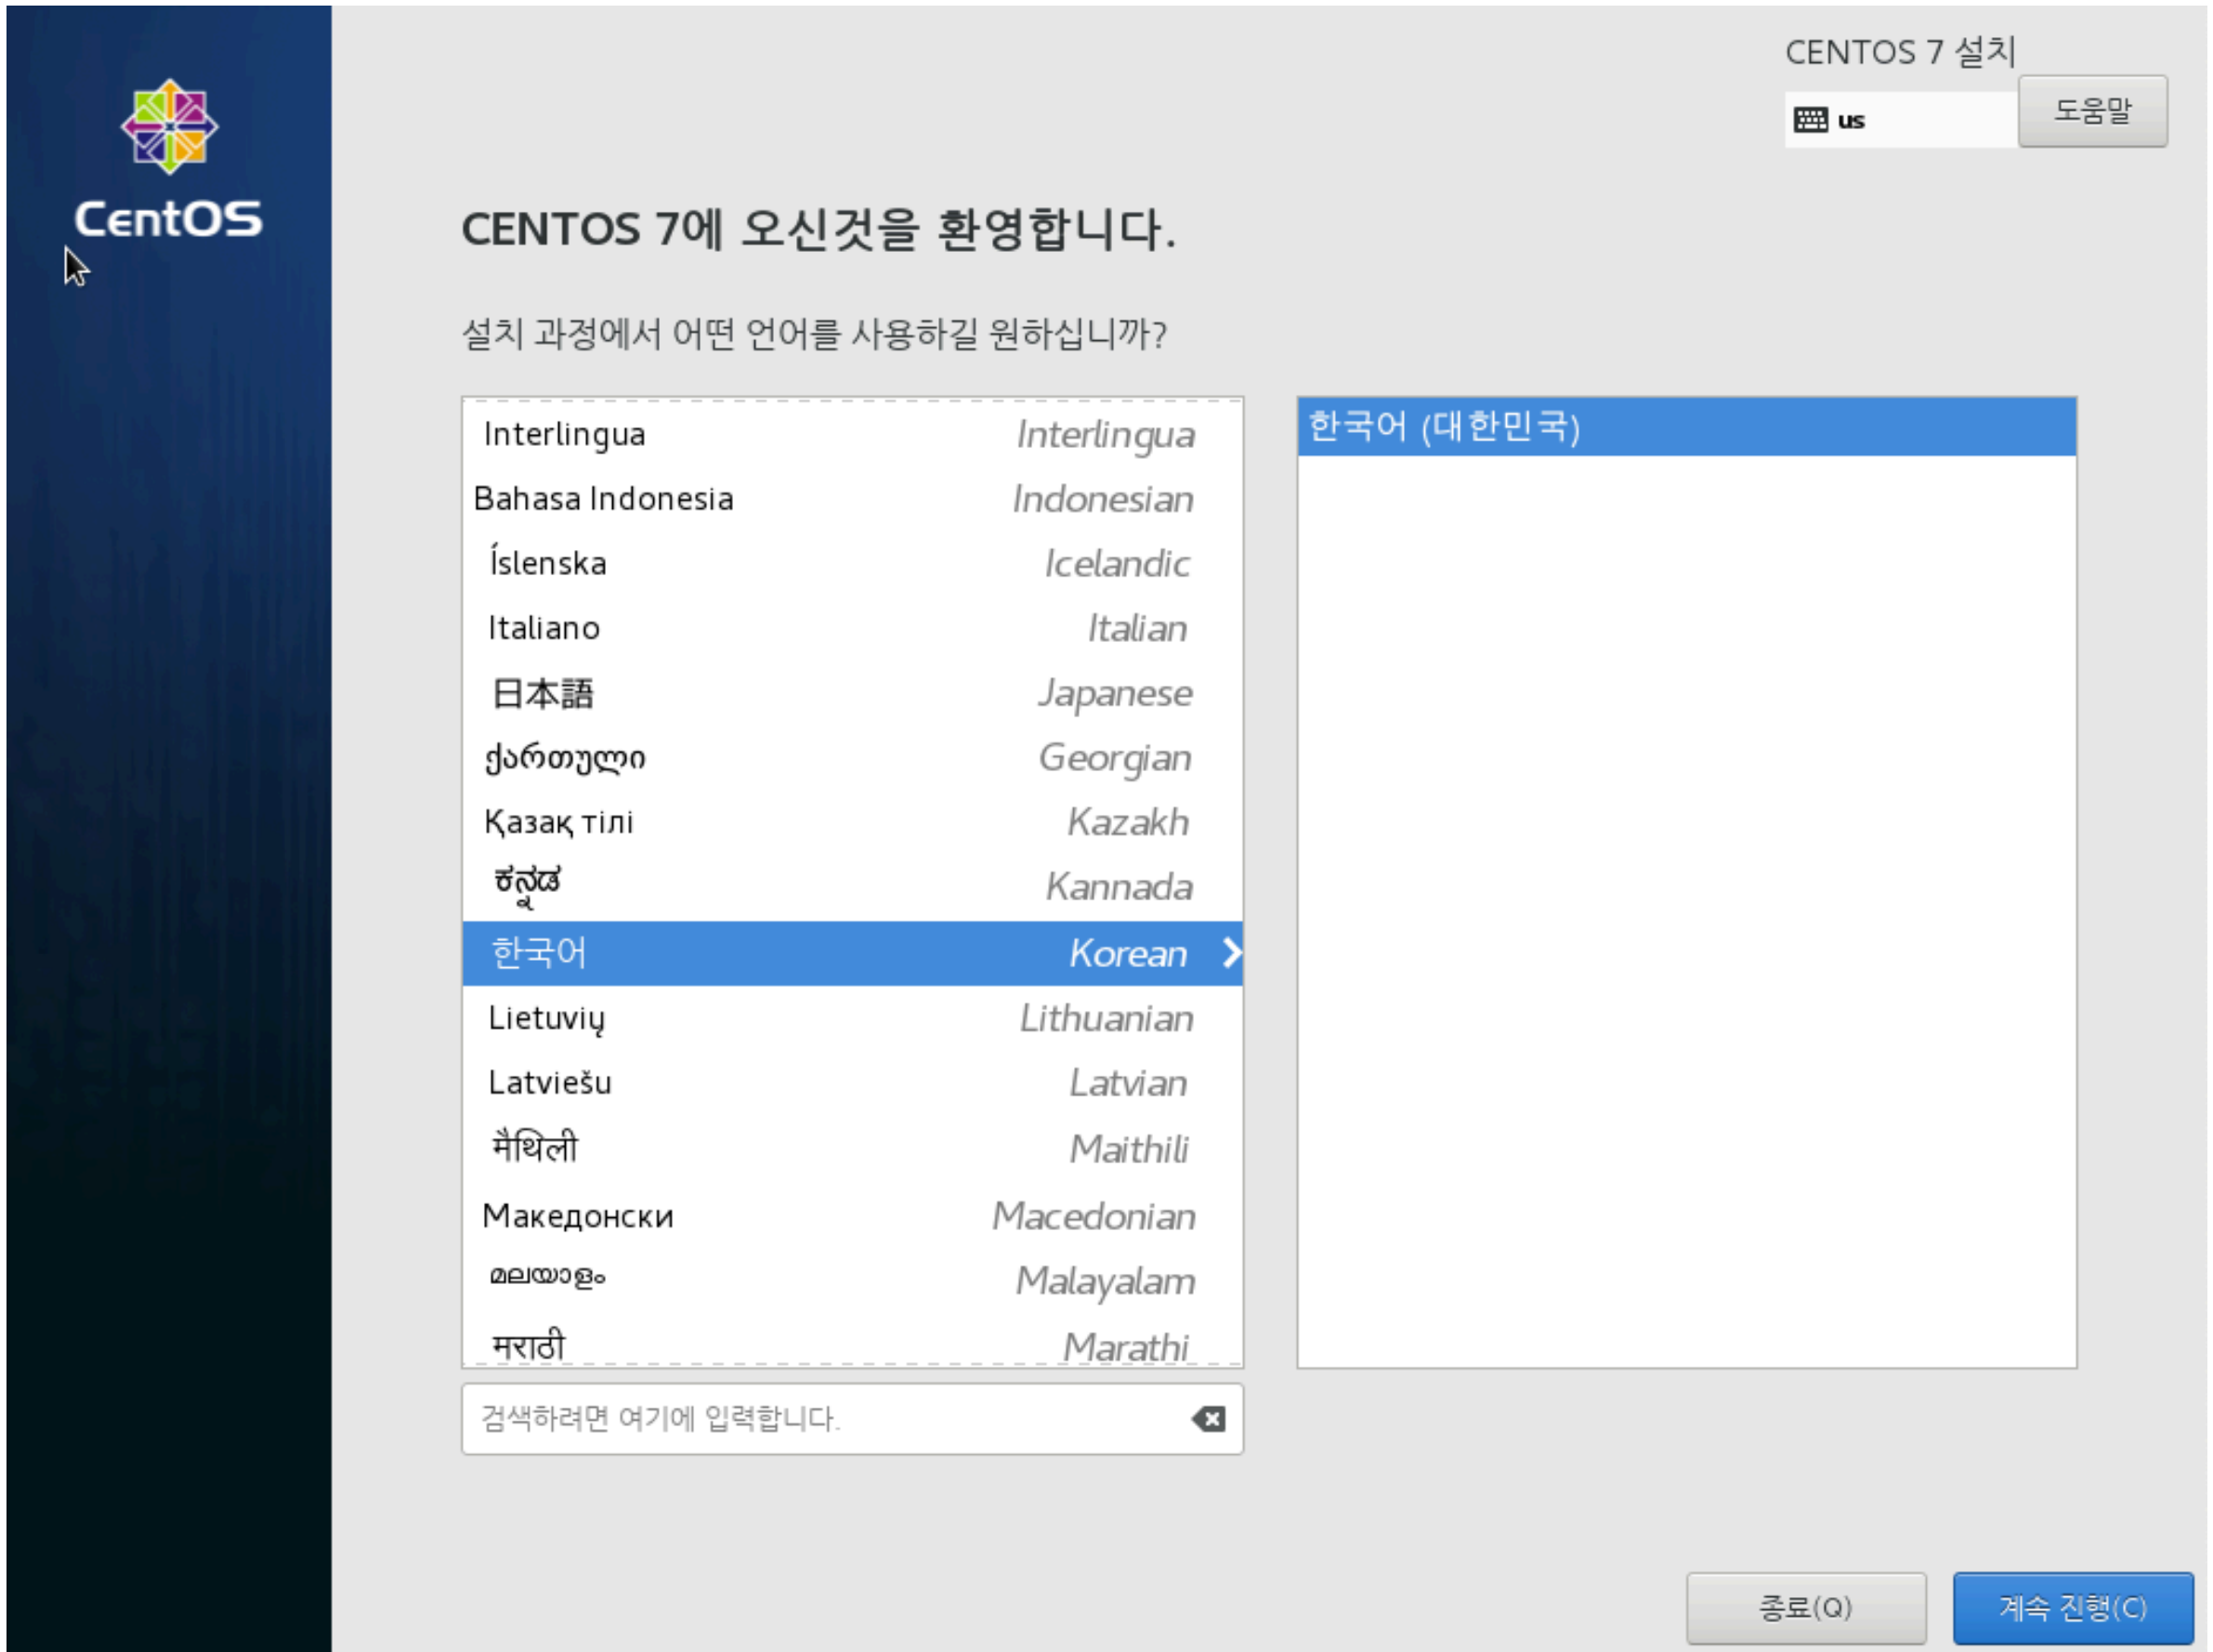 CentOS
CENTOS 7 설치
us
도움말
CENTOS 7에 오신것을 환영합니다.
설치 과정에서 어떤 언어를 사용하길 원하십니까?
Interlingua Interlingua
Bahasa Indonesia Indonesian
Íslenska Icelandic
Italiano Italian
日本語 Japanese
ქართული Georgian
Қазақ тілі Kazakh
ಕನ್ನಡ Kannada
한국어 Korean
Lietuvių Lithuanian
Latviešu Latvian
मैथिली Maithili
Македонски Macedonian
മലയാളം Malayalam
मराठी Marathi
한국어 (대한민국)
검색하려면 여기에 입력합니다.
종료(Q)
계속 진행(C)